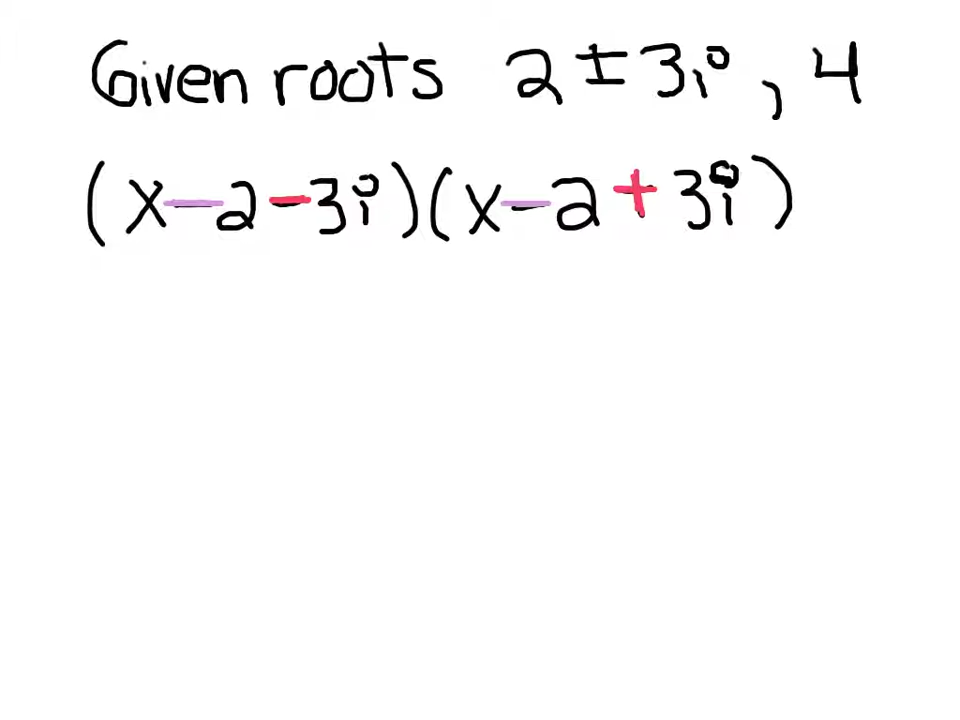 Given roots 2 ± 3i , 4
(x - 2 - 3i)(x - 2 + 3i)